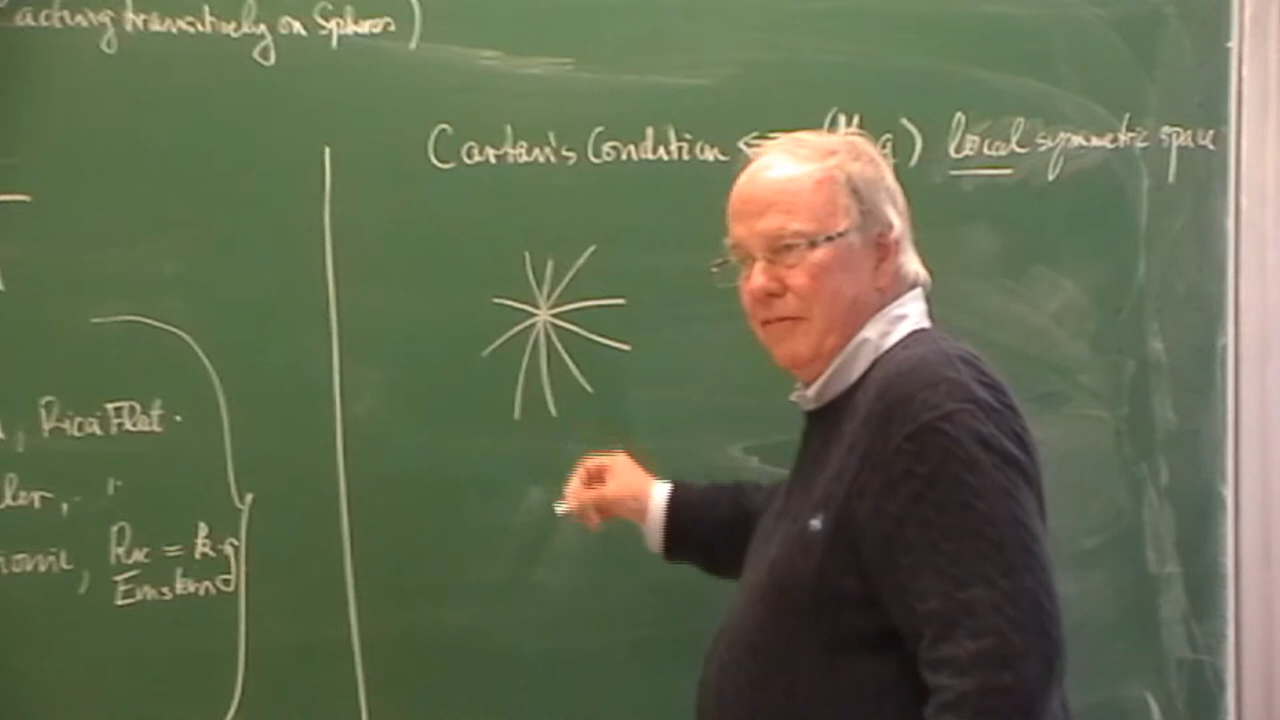 acting transitively on Spheres)
Cartan's Condition ⇐ g) local symmetric space
, Ricci Flat.
ler, - "
ionic, Ric = k·g
Einstein